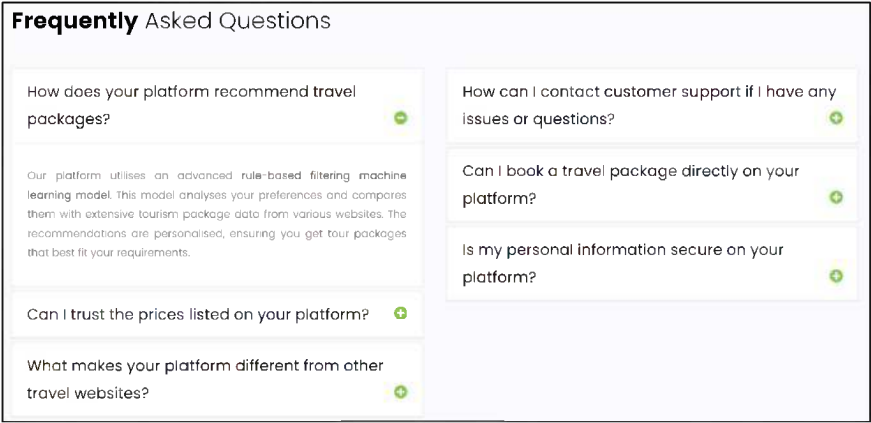 Frequently Asked Questions
How does your platform recommend travel
packages?
Our platform utilises an advanced rule-based filtering machine
learning model. This model analyses your preferences and compares
them with extensive tourism package data from various websites. The
recommendations are personalised, ensuring you get tour packages
that best fit your requirements.
Can I trust the prices listed on your platform?
What makes your platform different from other
travel websites?
How can I contact customer support if I have any
issues or questions?
Can I book a travel package directly on your
platform?
Is my personal information secure on your
platform?